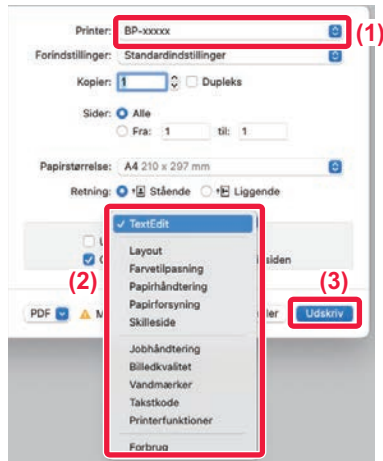 Printer: BP-xxxxx (1)
Forindstillinger: Standardindstillinger
Kopier: 1 Dupleks
Sider: Alle
Fra: 1 til: 1
Papirstørrelse: A4 210 x 297 mm
Retning: Stående Liggende
✓ TextEdit
Layout
siden
Farvetilpasning
(2) Papirhåndtering (3)
Papirforsyning
PDF Skilleside Udskriv
Jobhåndtering
Billedkvalitet
Vandmærker
Takstkode
Printerfunktioner
Forbrug